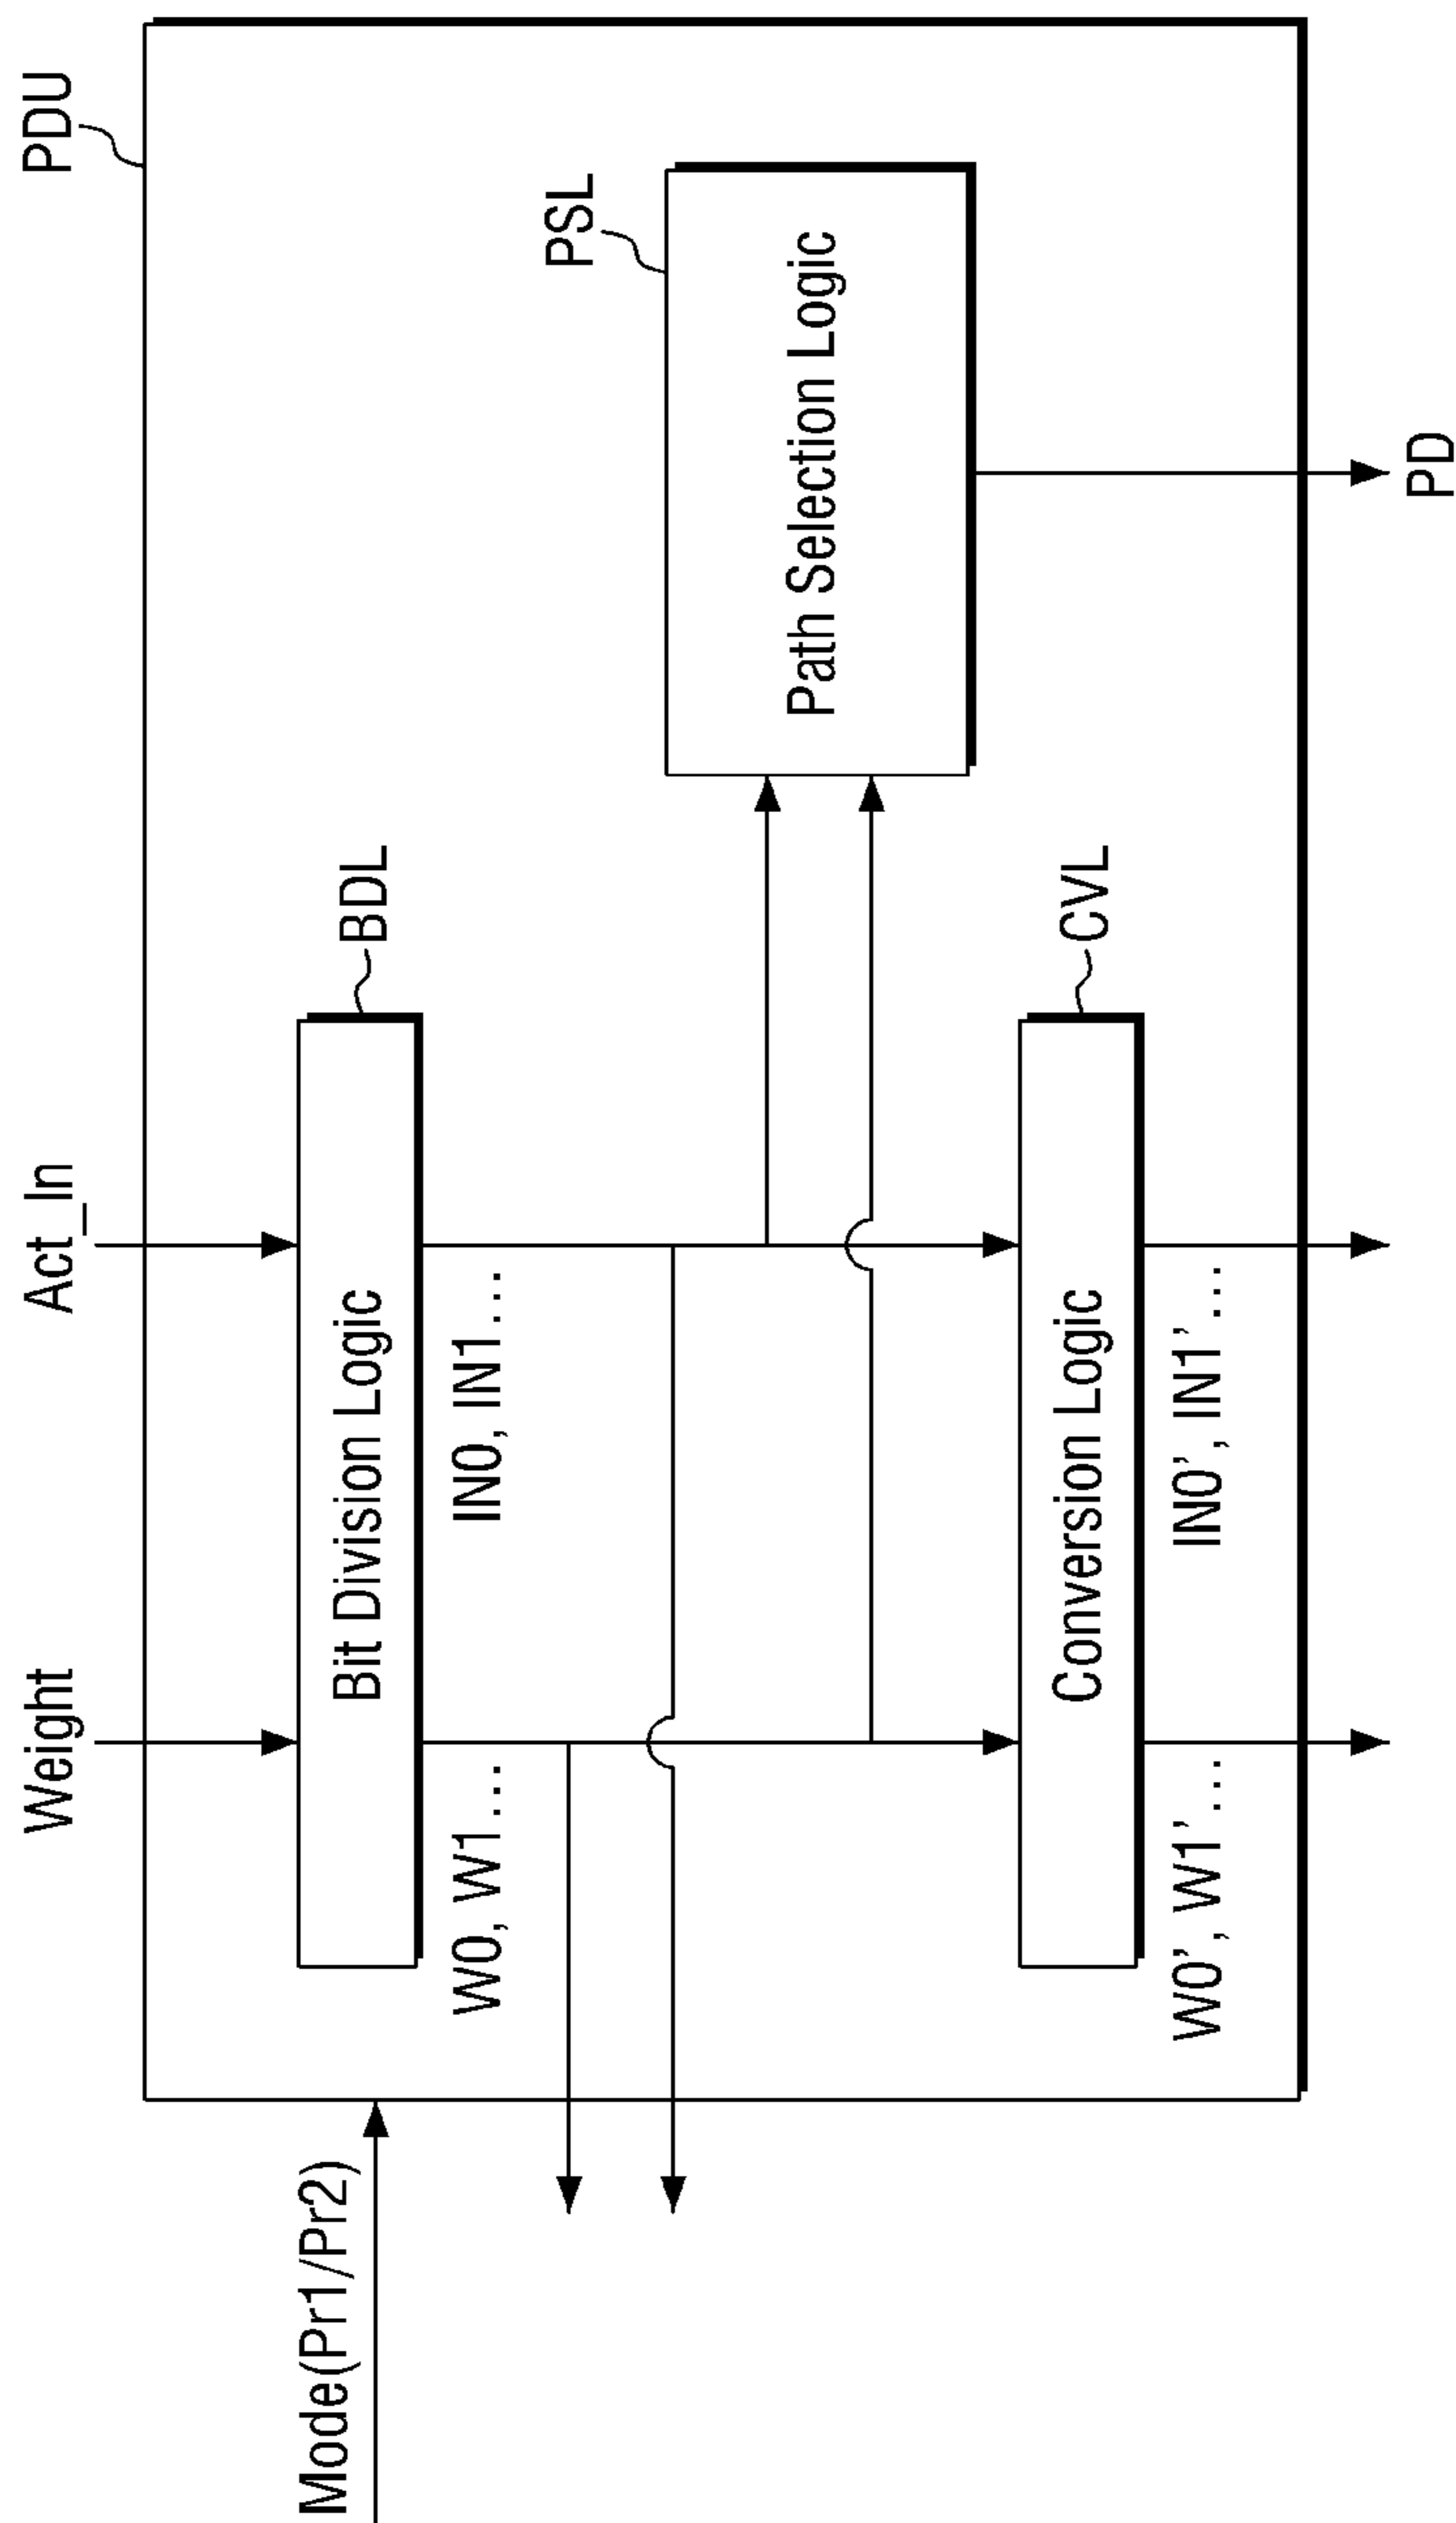 PDU
Weight
Act_In
Mode(Pr1/Pr2)
BDL
Bit Division Logic
W0, W1...
IN0, IN1...
PSL
Path Selection Logic
CVL
Conversion Logic
W0', W1'...
IN0', IN1'...
PD